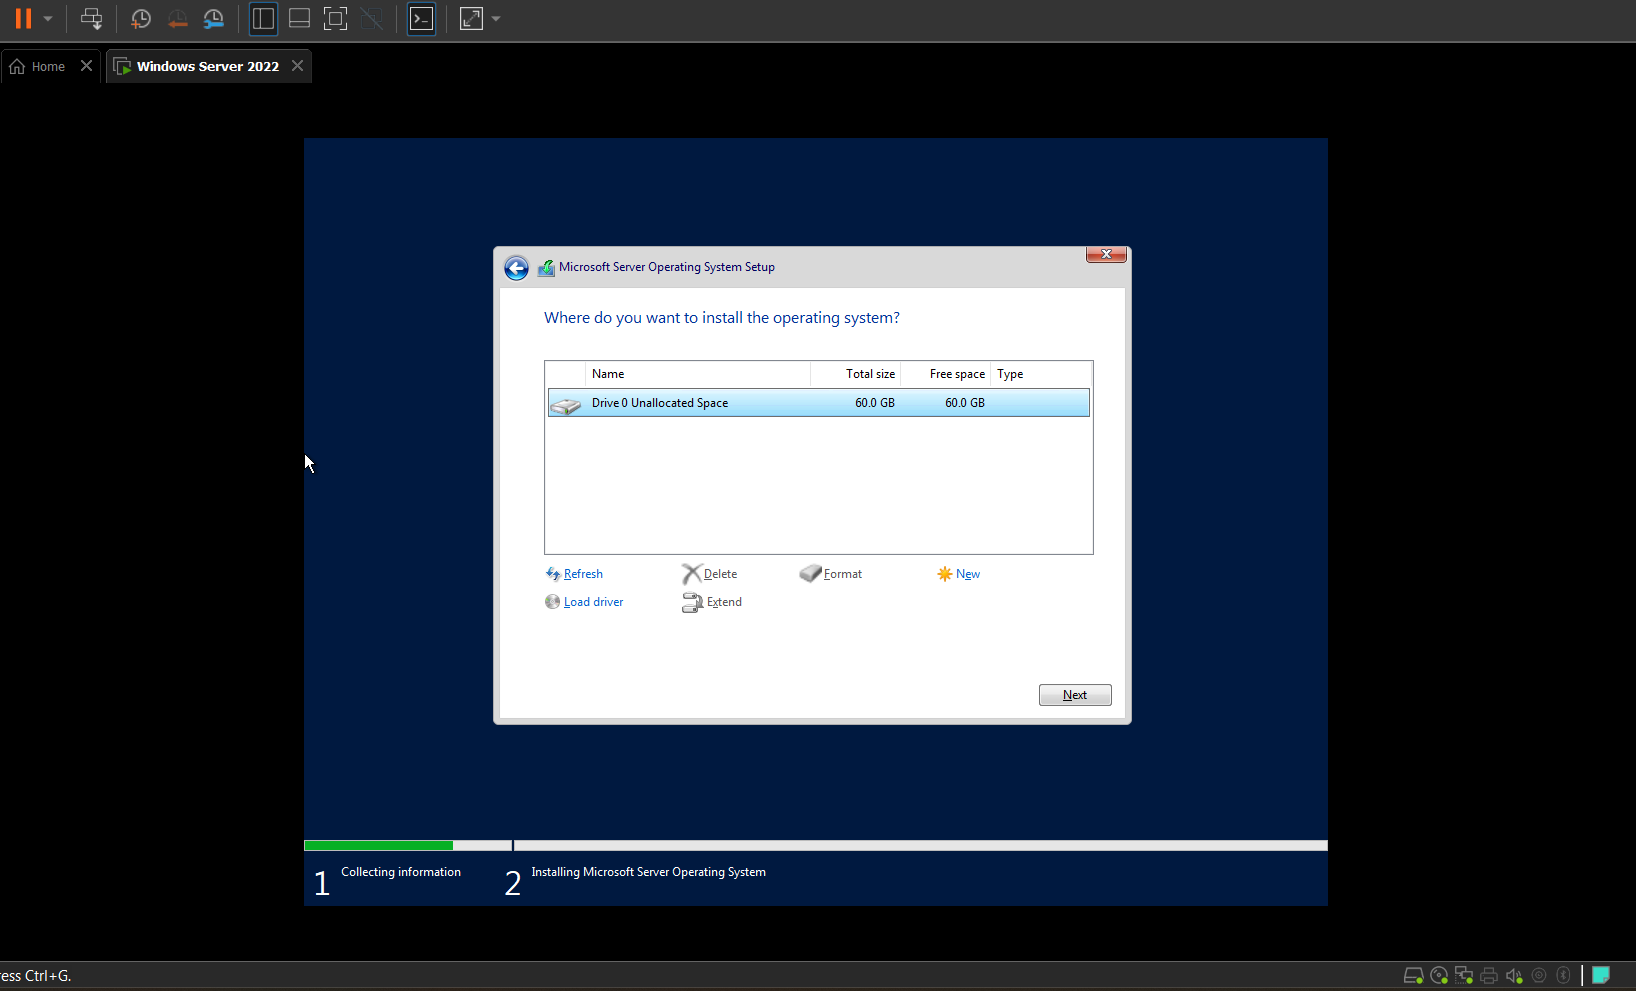 Home
Windows Server 2022
Microsoft Server Operating System Setup
Where do you want to install the operating system?
Name Total size Free space Type
Drive 0 Unallocated Space 60.0 GB 60.0 GB
Refresh Delete Format New
Load driver Extend
Next
1 Collecting information 2 Installing Microsoft Server Operating System
ess Ctrl+G.